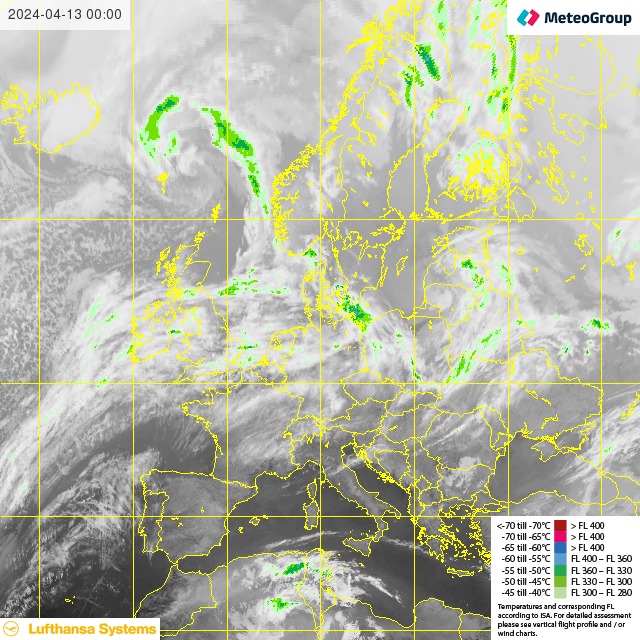 2024-04-13 00:00
MeteoGroup
<-70 till -70°C > FL 400
-70 till -65°C > FL 400
-65 till -60°C > FL 400
-60 till -55°C FL 400 – FL 360
-55 till -50°C FL 360 – FL 330
-50 till -45°C FL 330 – FL 300
-45 till -40°C FL 300 – FL 280
Temperatures and corresponding FL
according to ISA. For detailed assessment
please see vertical flight profile and / or
wind charts.
Lufthansa Systems